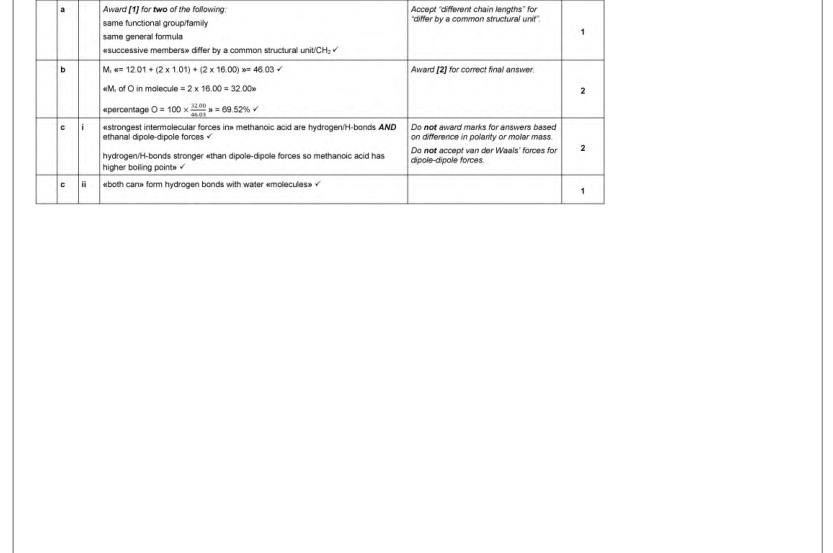 a
Award [1] for two of the following:
same functional group/family
same general formula
«successive members» differ by a common structural unit/CH₂ ✓
Accept "different chain lengths" for
"differ by a common structural unit".
1
b
Mᵣ «= 12.01 + (2 x 1.01) + (2 x 16.00) »= 46.03 ✓
«Mᵣ of O in molecule = 2 x 16.00 = 32.00»
«percentage O = 100 × 32.00/46.03 » = 69.52% ✓
Award [2] for correct final answer.
2
c i
«strongest intermolecular forces in» methanoic acid are hydrogen/H-bonds AND
ethanal dipole-dipole forces ✓
hydrogen/H-bonds stronger «than dipole-dipole forces so methanoic acid has
higher boiling point» ✓
Do not award marks for answers based
on difference in polarity or molar mass.
Do not accept van der Waals' forces for
dipole-dipole forces.
2
c ii
«both can» form hydrogen bonds with water «molecules» ✓
1